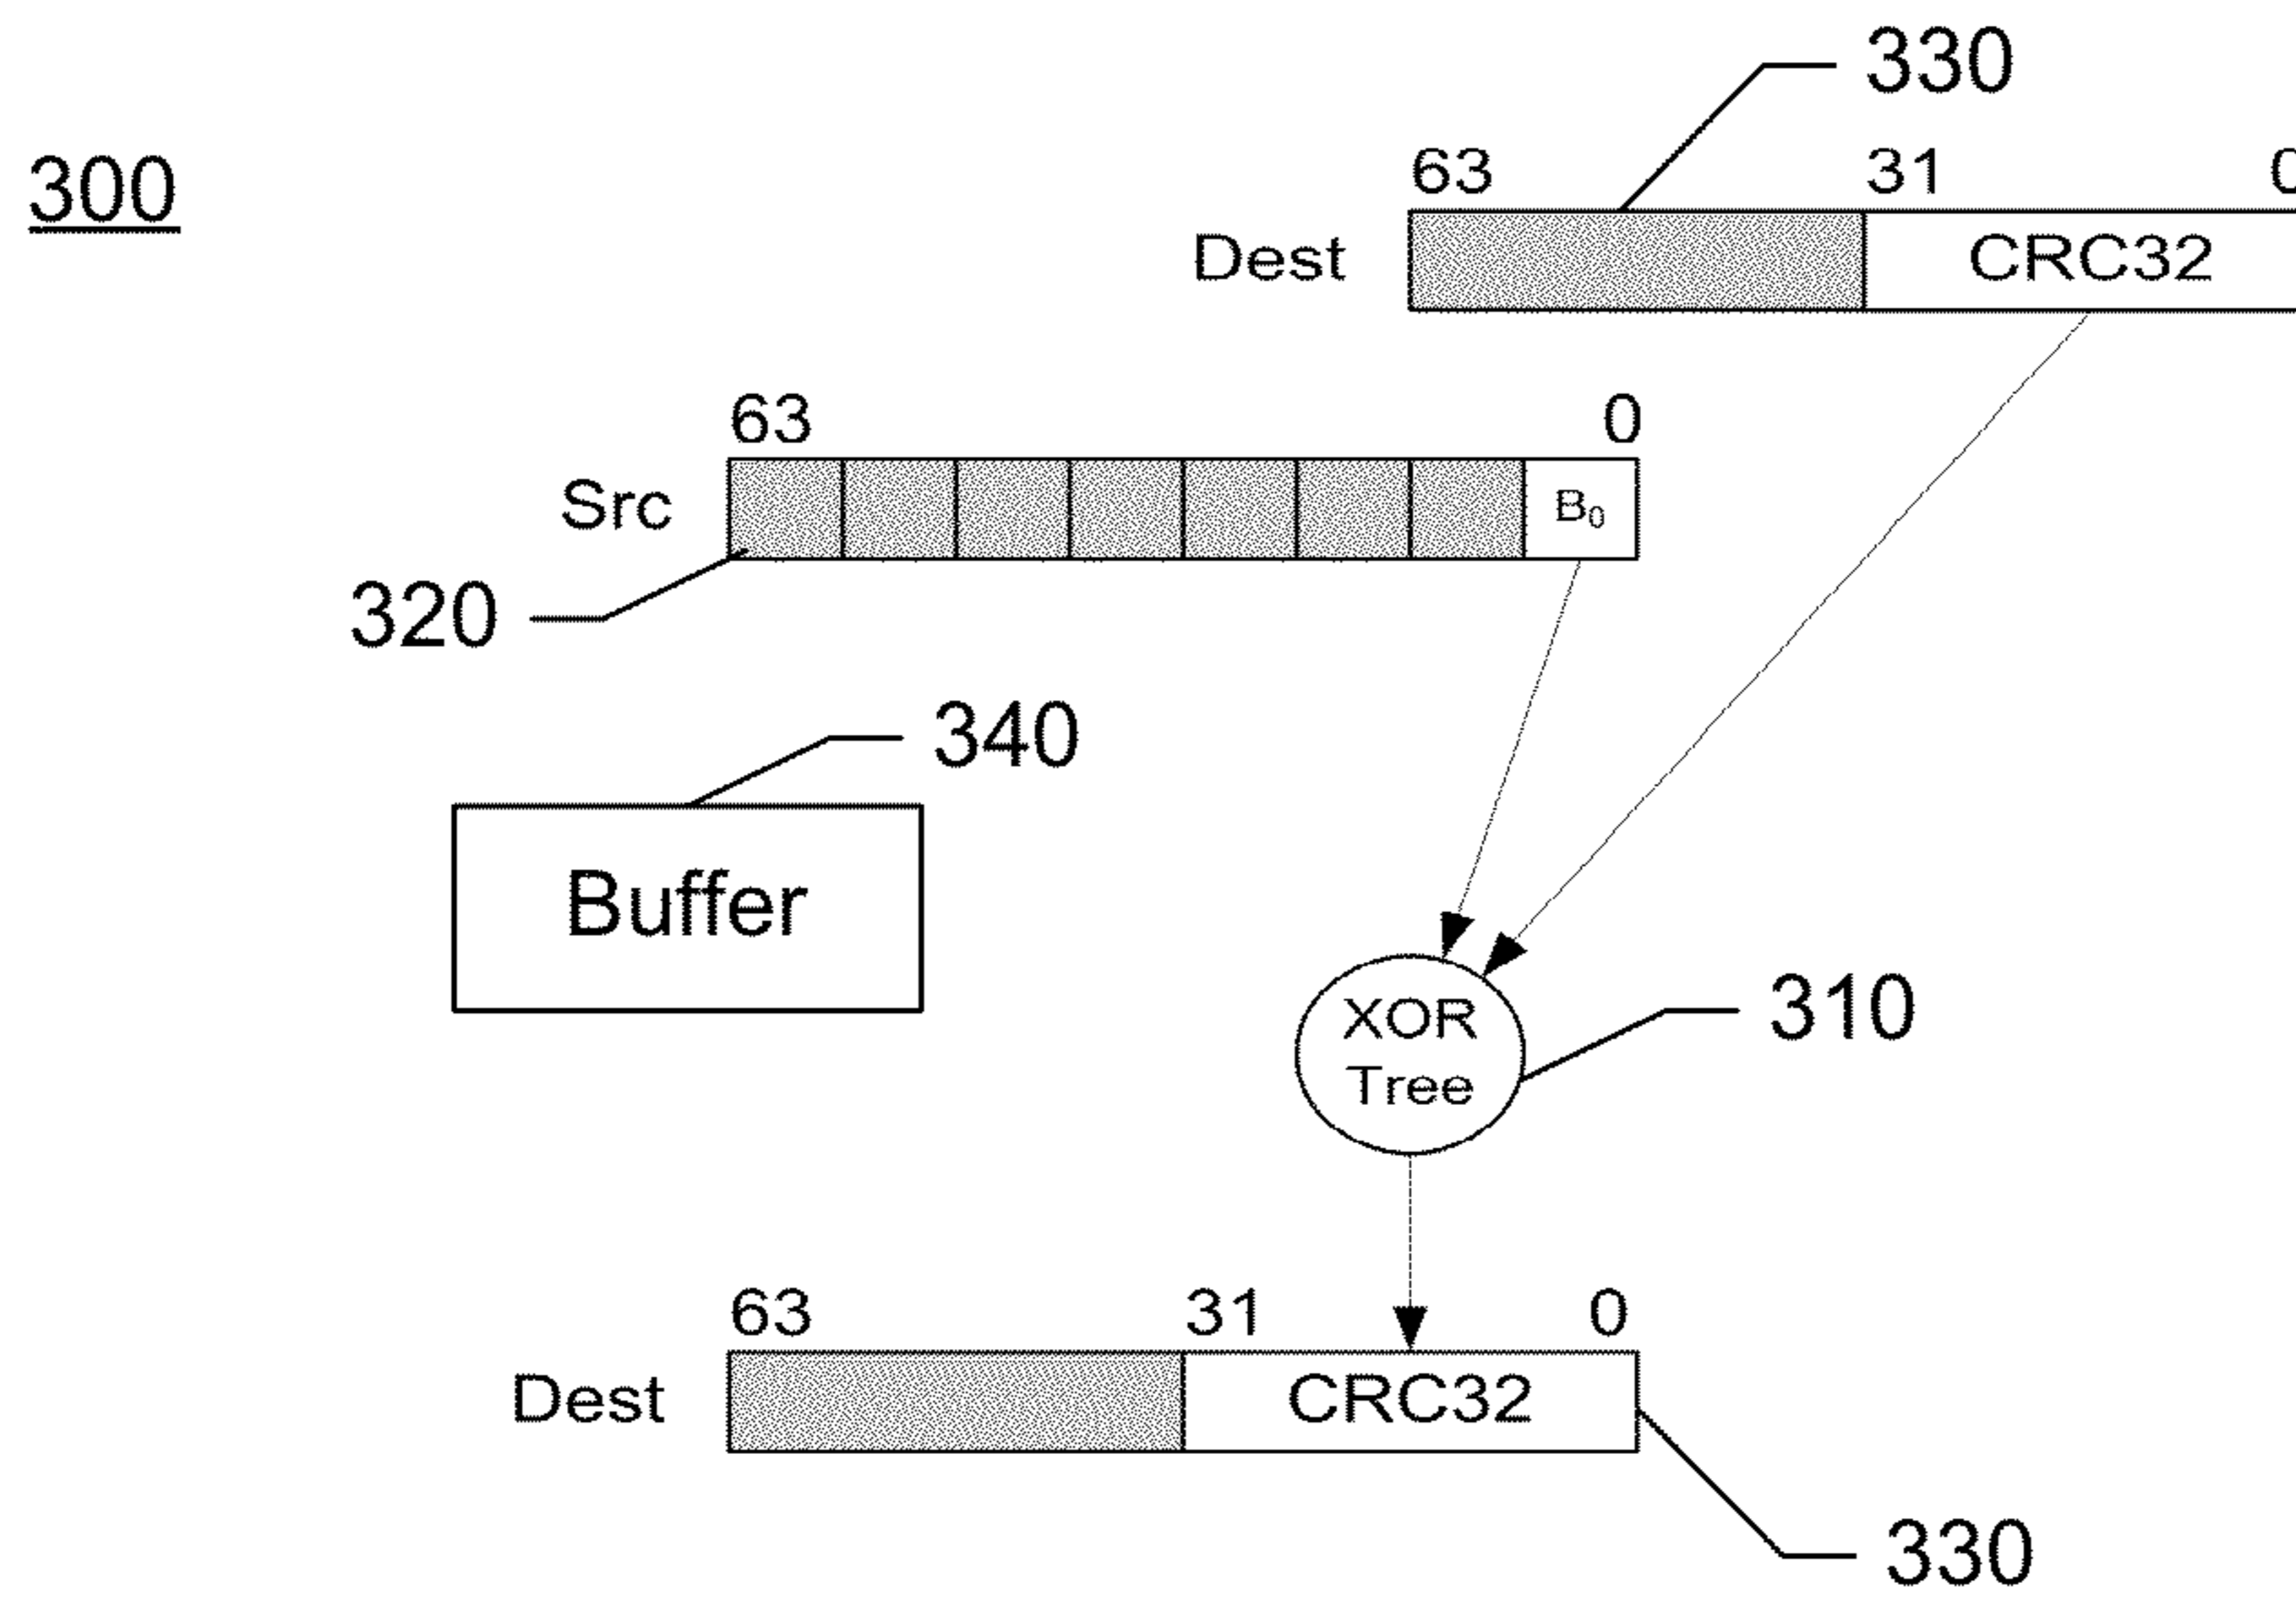 330
300
63 31 0
Dest CRC32
63 0
Src B₀
320
340
Buffer
XOR
Tree
310
63 31 0
Dest CRC32
330